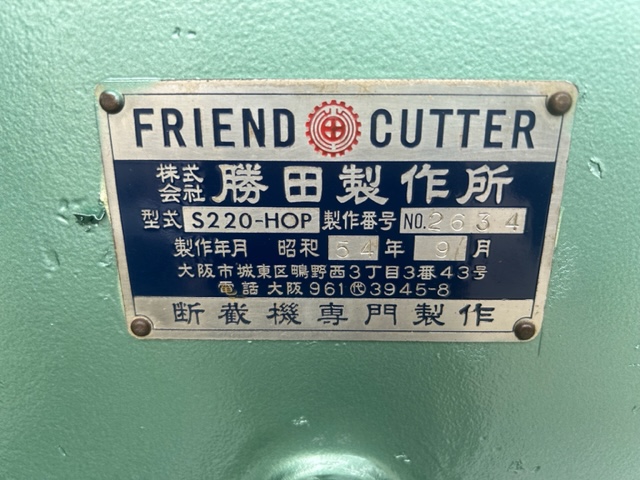 FRIEND CUTTER
株式会社 勝田製作所
型式 S220-HOP 製作番号 NO. 2634
製作年月 昭和 54 年 9 月
大阪市城東区鴫野西3丁目3番43号
電話 大阪 961 代 3945-8
断截機専門製作